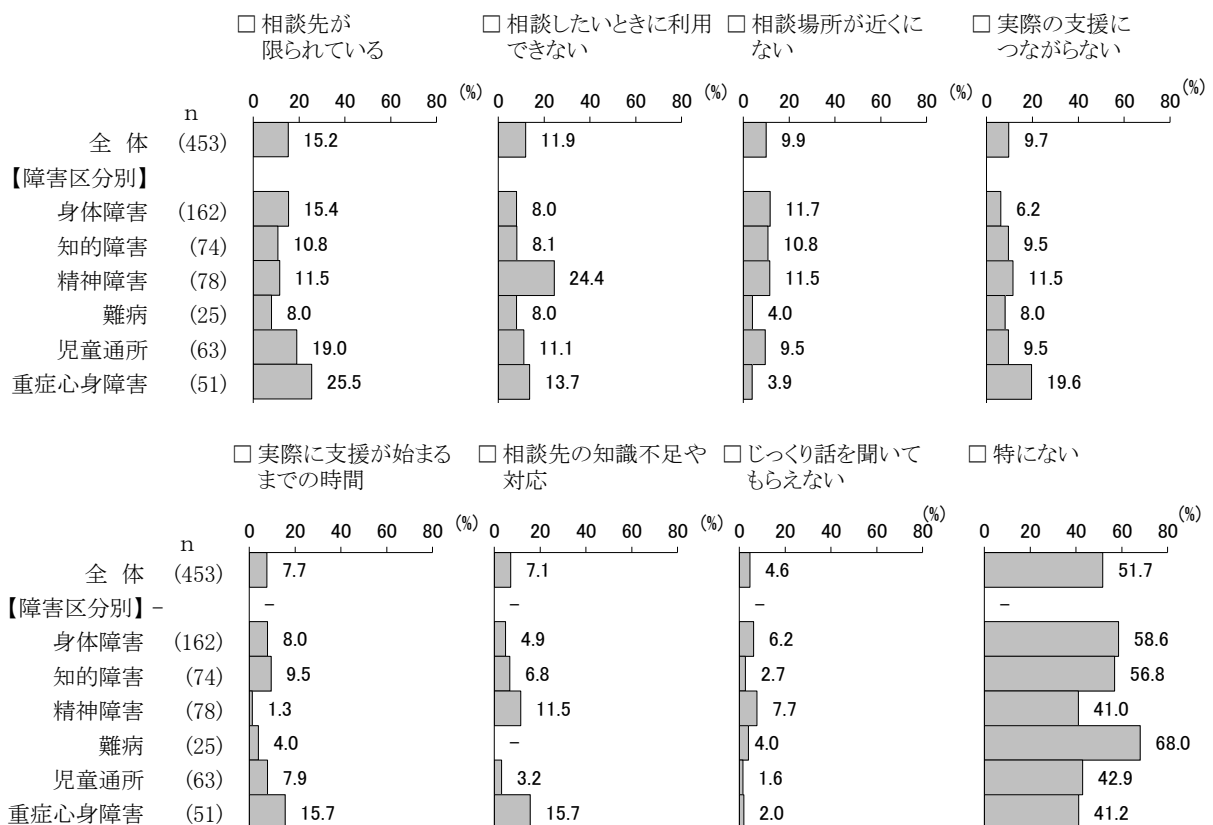 □ 相談先が 限られている
□ 相談したいときに利用 できない
□ 相談場所が近くに ない
□ 実際の支援に つながらない
0 20 40 60 80 (%) 0 20 40 60 80 (%) 0 20 40 60 80 (%) 0 20 40 60 80 (%)
n
全 体 (453) 15.2 11.9 9.9 9.7
【障害区分別】
身体障害 (162) 15.4 8.0 11.7 6.2
知的障害 (74) 10.8 8.1 10.8 9.5
精神障害 (78) 11.5 24.4 11.5 11.5
難病 (25) 8.0 8.0 4.0 8.0
児童通所 (63) 19.0 11.1 9.5 9.5
重症心身障害 (51) 25.5 13.7 3.9 19.6
□ 実際に支援が始まる までの時間
□ 相談先の知識不足や 対応
□ じっくり話を聞いて もらえない
□ 特にない
0 20 40 60 80 (%) 0 20 40 60 80 (%) 0 20 40 60 80 (%) 0 20 40 60 80 (%)
n
全 体 (453) 7.7 7.1 4.6 51.7
【障害区分別】 - - - - -
身体障害 (162) 8.0 4.9 6.2 58.6
知的障害 (74) 9.5 6.8 2.7 56.8
精神障害 (78) 1.3 11.5 7.7 41.0
難病 (25) 4.0 - 4.0 68.0
児童通所 (63) 7.9 3.2 1.6 42.9
重症心身障害 (51) 15.7 15.7 2.0 41.2